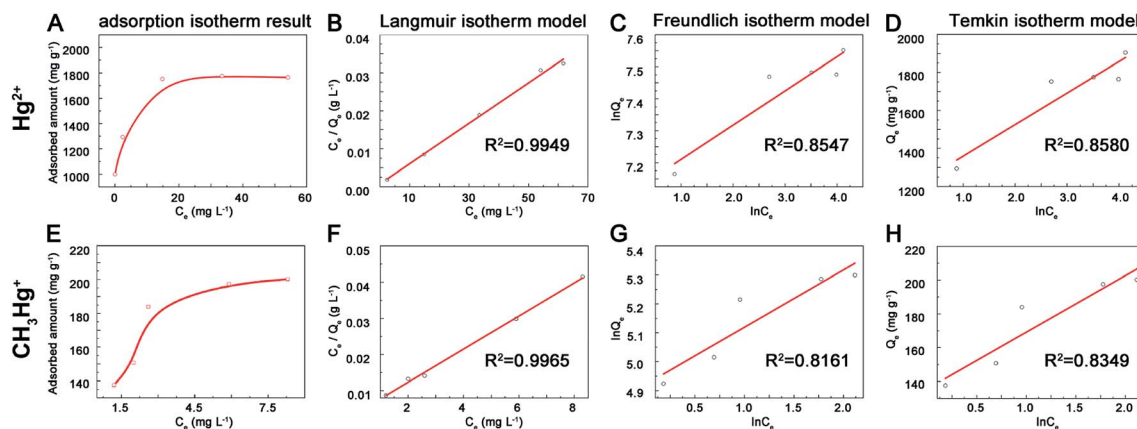 A adsorption isotherm result
B Langmuir isotherm model
C Freundlich isotherm model
D Temkin isotherm model
Hg²⁺
Adsorbed amount (mg g⁻¹)
2000
1800
1600
1400
1200
1000
0 20 40 60
Cₑ (mg L⁻¹)
Cₑ / Qₑ (g L⁻¹)
0.04
0.03
0.02
0.01
0.00
R²=0.9949
10 30 50 70
Cₑ (mg L⁻¹)
lnQₑ
7.6
7.5
7.4
7.2
7.2
R²=0.8547
1.0 2.0 3.0 4.0
lnCₑ
Qₑ (mg g⁻¹)
2000
1800
1600
1400
1200
R²=0.8580
1.0 2.0 3.0 4.0
lnCₑ
CH₃Hg⁺
E
Adsorbed amount (mg g⁻¹)
220
200
180
160
140
1.5 4.5 7.5
Cₑ (mg L⁻¹)
F
Cₑ / Qₑ (g L⁻¹)
0.05
0.04
0.03
0.02
0.01
R²=0.9965
2 4 6 8
Cₑ (mg L⁻¹)
G
lnQₑ
5.4
5.3
5.1
5.0
4.9
R²=0.8161
0.5 1.0 1.5 2.0
lnCₑ
H
Qₑ (mg g⁻¹)
220
200
180
160
140
R²=0.8349
0.5 1.0 1.5 2.0
lnCₑ